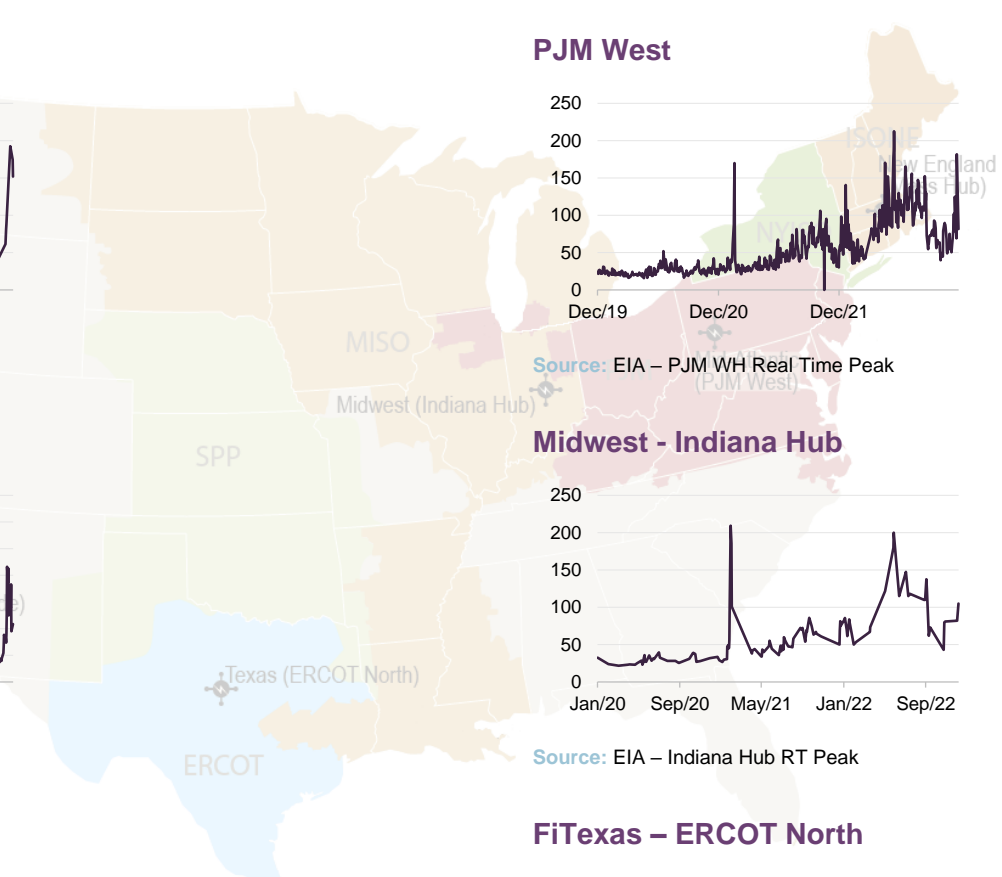 PJM West
250
200
150
100
50
0
Dec/19 Dec/20 Dec/21
Source: EIA – PJM WH Real Time Peak
Midwest - Indiana Hub
250
200
150
100
50
0
Jan/20 Sep/20 May/21 Jan/22 Sep/22
Source: EIA – Indiana Hub RT Peak
FiTexas – ERCOT North
ISONE
New England
Hub)
MISO
(PJM West)
Midwest (Indiana Hub)
SPP
de)
Texas (ERCOT North)
ERCOT